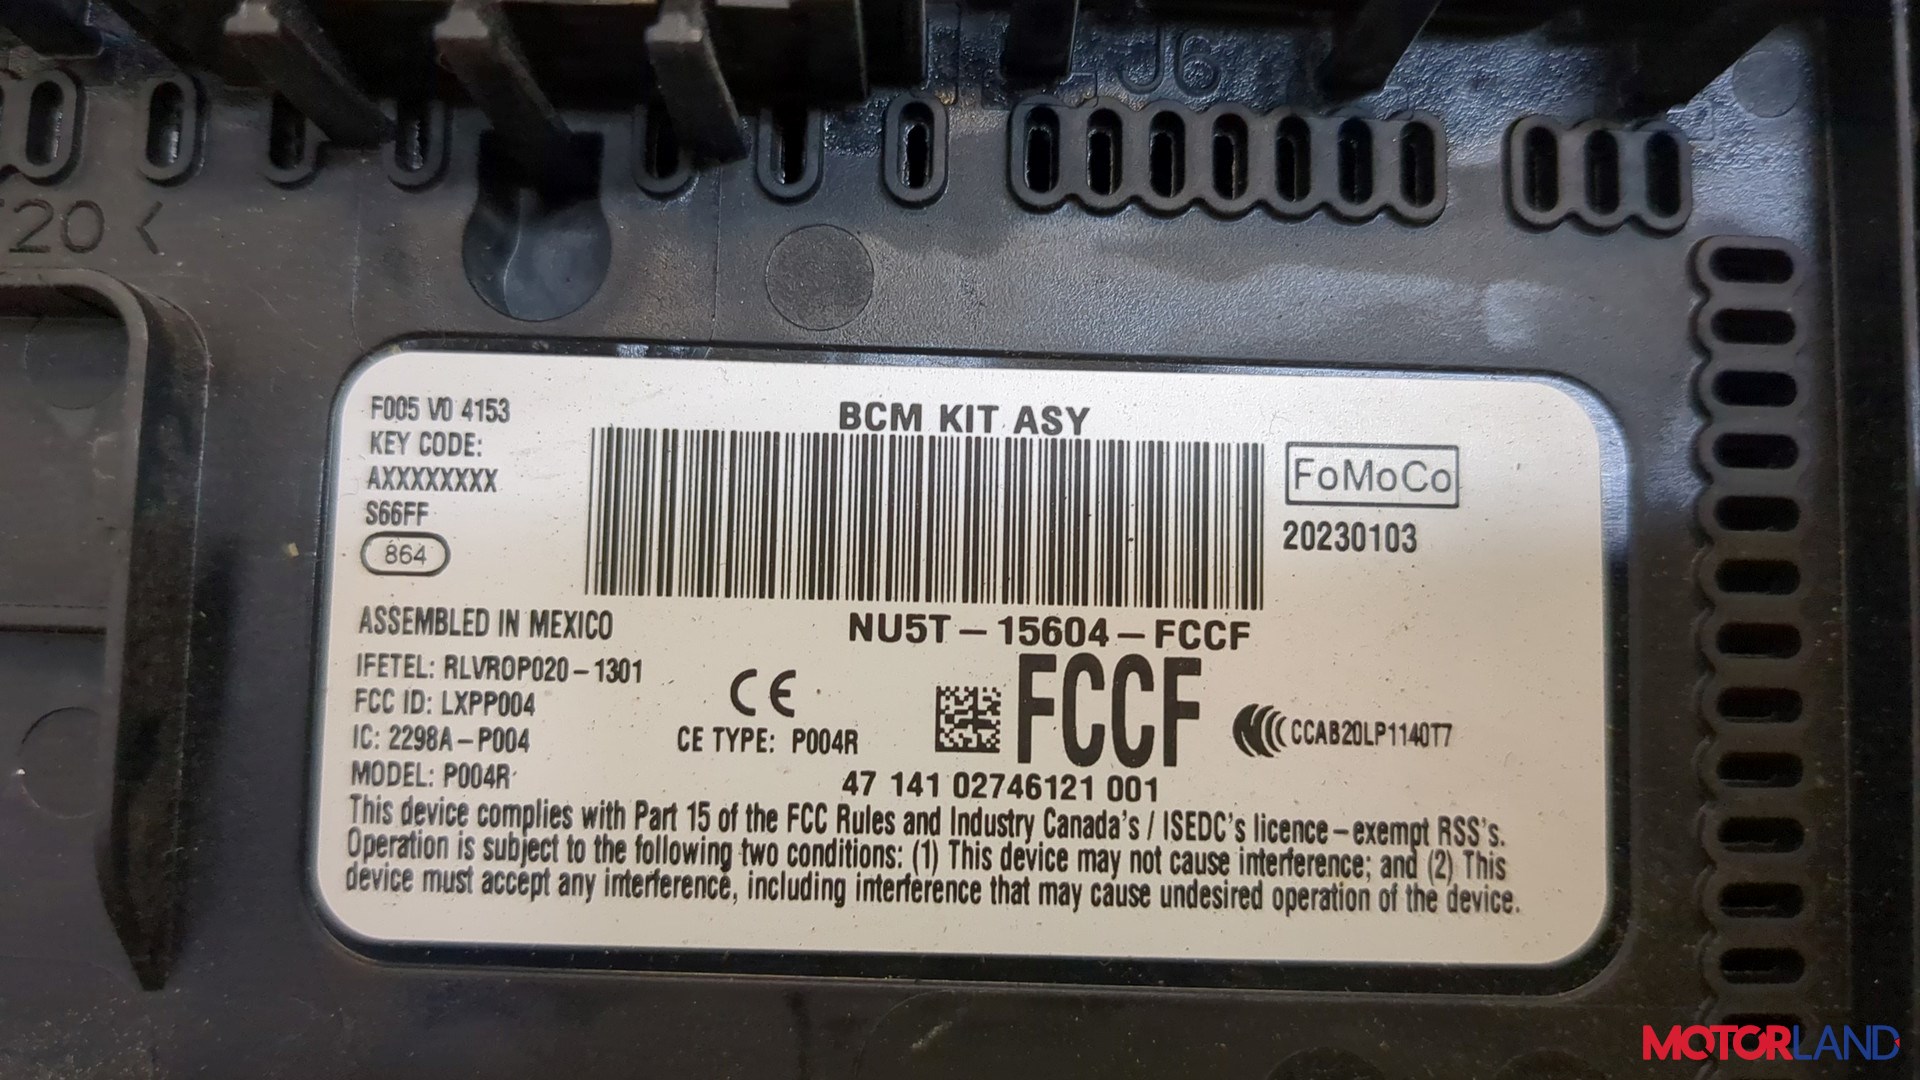 J6
T20 <
F005 V0 4153
KEY CODE:
AXXXXXXXX
S66FF
864
BCM KIT ASY
FoMoCo
20230103
NU5T-15604-FCCF
FCCF
ASSEMBLED IN MEXICO
IFETEL: RLVROP020-1301
FCC ID: LXPP004
IC: 2298A-P004
MODEL: P004R
CE
CE TYPE: P004R
CCAB20LP1140T7
47 141 02746121 001
This device complies with Part 15 of the FCC Rules and Industry Canada's / ISEDC's licence-exempt RSS's.
Operation is subject to the following two conditions: (1) This device may not cause interference; and (2) This
device must accept any interference, including interference that may cause undesired operation of the device.
MOTORLAND